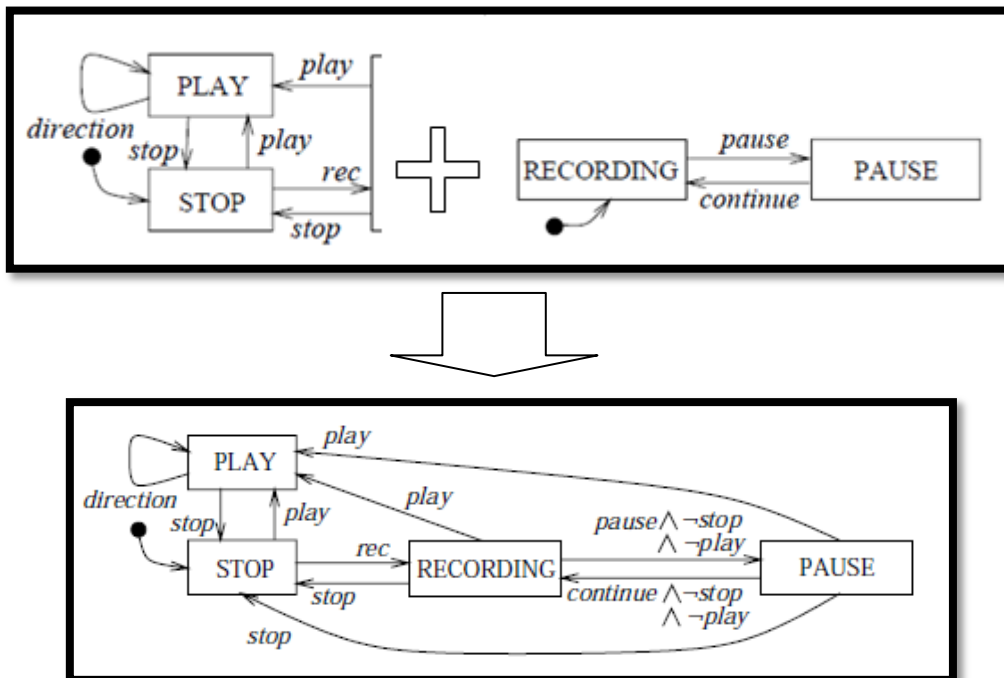 play
PLAY
direction
stop
play
STOP
rec
stop
RECORDING
pause
continue
PAUSE
play
PLAY
play
direction
stop
play
pause ∧ ¬stop
∧ ¬play
STOP
rec
stop
RECORDING
continue ∧ ¬stop
∧ ¬play
PAUSE
stop